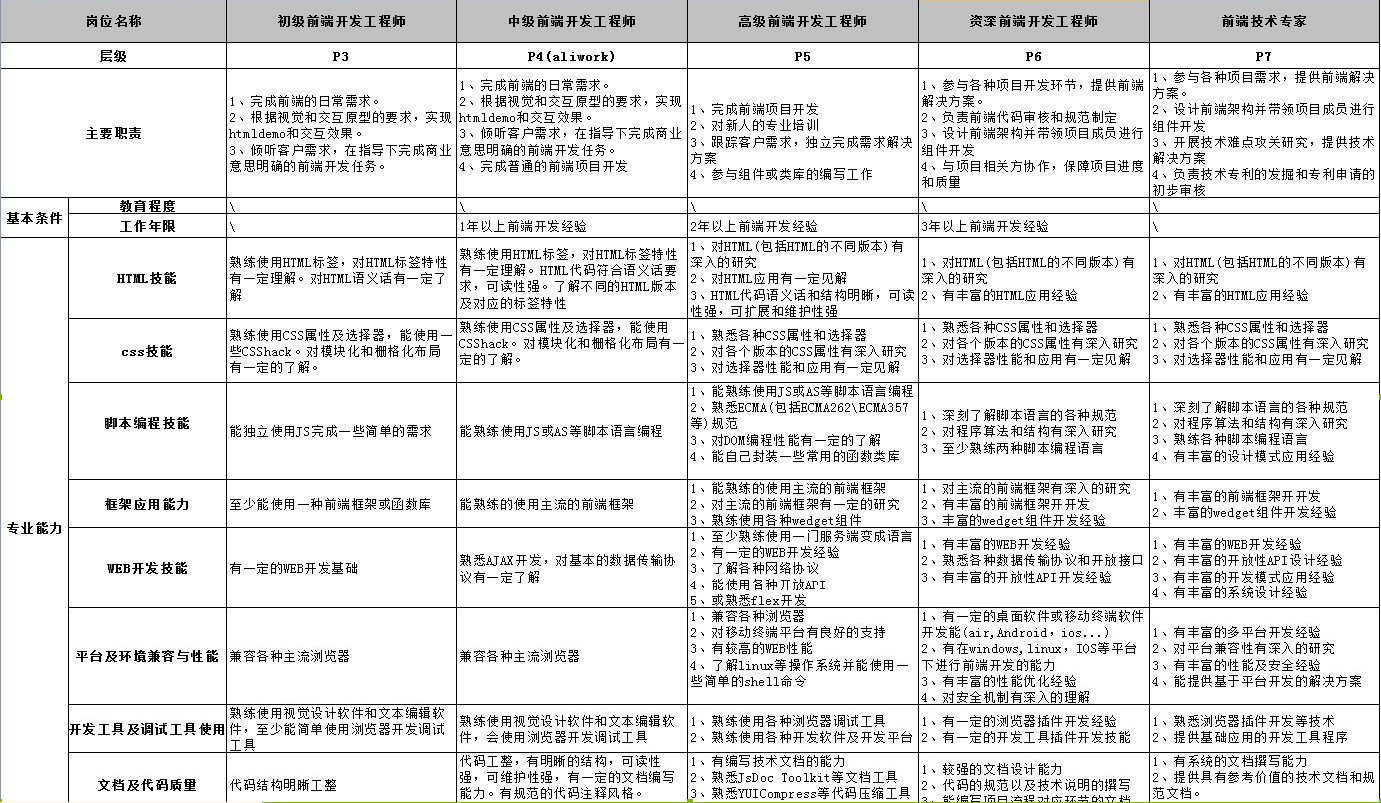 岗位名称
初级前端开发工程师
中级前端开发工程师
高级前端开发工程师
资深前端开发工程师
前端技术专家
层级
P3
P4(aliwork)
P5
P6
P7
主要职责
1、完成前端的日常需求。
2、根据视觉和交互原型的要求，实现
htmldemo和交互效果。
3、倾听客户需求，在指导下完成商业
意思明确的前端开发任务。
1、完成前端的日常需求。
2、根据视觉和交互原型的要求，实现
htmldemo和交互效果。
3、倾听客户需求，在指导下完成商业
意思明确的前端开发任务。
4、完成普通的前端项目开发
1、完成前端项目开发
2、对新人的专业培训
3、跟踪客户需求，独立完成需求解决
方案
4、参与组件或类库的编写工作
1、参与各种项目开发环节，提供前端
解决方案。
2、负责前端代码审核和规范制定
3、设计前端架构并带领项目成员进行
组件开发
4、与项目相关方协作，保障项目进度
和质量
1、参与各种项目需求，提供前端解决
方案。
2、设计前端架构并带领项目成员进行
组件开发
3、开展技术难点攻关研究，提供技术
解决方案
4、负责技术专利的发掘和专利申请的
初步审核
基本条件
教育程度
\
\
\
\
\
工作年限
\
1年以上前端开发经验
2年以上前端开发经验
3年以上前端开发经验
\
专业能力
HTML技能
熟练使用HTML标签，对HTML标签特性
有一定理解。对HTML语义话有一定了
解
熟练使用HTML标签，对HTML标签特性
有一定理解。HTML代码符合语义话要
求，可读性强。了解不同的HTML版本
及对应的标签特性
1、对HTML(包括HTML的不同版本)有
深入的研究
2、对HTML应用有一定见解
3、HTML代码语义话和结构明晰，可读
性强，可扩展和维护性强
1、对HTML(包括HTML的不同版本)有
深入的研究
2、有丰富的HTML应用经验
1、对HTML(包括HTML的不同版本)有
深入的研究
2、有丰富的HTML应用经验
css技能
熟练使用CSS属性及选择器，能使用一
些CSShack。对模块化和栅格化布局
有一定的了解。
熟练使用CSS属性及选择器，能使用
CSShack。对模块化和栅格化布局有一
定的了解。
1、熟悉各种CSS属性和选择器
2、对各个版本的CSS属性有深入研究
3、对选择器性能和应用有一定见解
1、熟悉各种CSS属性和选择器
2、对各个版本的CSS属性有深入研究
3、对选择器性能和应用有一定见解
1、熟悉各种CSS属性和选择器
2、对各个版本的CSS属性有深入研究
3、对选择器性能和应用有一定见解
脚本编程技能
能独立使用JS完成一些简单的需求
能熟练使用JS或AS等脚本语言编程
1、能熟练使用JS或AS等脚本语言编程
2、熟悉ECMA(包括ECMA262\ECMA357
等)规范
3、对DOM编程性能有一定的了解
4、能自己封装一些常用的函数类库
1、深刻了解脚本语言的各种规范
2、对程序算法和结构有深入研究
3、至少熟练两种脚本编程语言
1、深刻了解脚本语言的各种规范
2、对程序算法和结构有深入研究
3、熟练各种脚本编程语言
4、有丰富的设计模式应用经验
框架应用能力
至少能使用一种前端框架或函数库
能熟练的使用主流的前端框架
1、能熟练的使用主流的前端框架
2、对主流的前端框架有一定的研究
3、熟练使用各种wedget组件
1、对主流的前端框架有深入的研究
2、有丰富的前端框架开开发
3、丰富的wedget组件开发经验
1、有丰富的前端框架开开发
2、丰富的wedget组件开发经验
WEB开发技能
有一定的WEB开发基础
熟悉AJAX开发，对基本的数据传输协
议有一定了解
1、至少熟练使用一门服务端变成语言
2、有一定的WEB开发经验
3、了解各种网络协议
4、能使用各种开放API
5、或熟悉flex开发
1、有丰富的WEB开发经验
2、熟悉各种数据传输协议和开放接口
3、有丰富的开放性API开发经验
1、有丰富的WEB开发经验
2、有丰富的开放性API设计经验
3、有丰富的开发模式应用经验
4、有丰富的系统设计经验
平台及环境兼容与性能
兼容各种主流浏览器
兼容各种主流浏览器
1、兼容各种浏览器
2、对移动终端平台有良好的支持
3、有较高的WEB性能
4、了解linux等操作系统并能使用一
些简单的shell命令
1、有一定的桌面软件或移动终端软件
开发能(air,Android，ios...)
2、有在windows,linux，IOS等平台
下进行前端开发的能力
3、有丰富的性能优化经验
4、对安全机制有深入的理解
1、有丰富的多平台开发经验
2、对平台兼容性有深入的研究
3、有丰富的性能及安全经验
4、能提供基于平台开发的解决方案
开发工具及调试工具使用
熟练使用视觉设计软件和文本编辑软
件，至少能简单使用浏览器开发调试
工具
熟练使用视觉设计软件和文本编辑软
件，会使用浏览器开发调试工具
1、熟练使用各种浏览器调试工具
2、熟练使用各种开发软件及开发平台
1、有一定的浏览器插件开发经验
2、有一定的开发工具插件开发技能
1、熟悉浏览器插件开发等技术
2、提供基础应用的开发工具程序
文档及代码质量
代码结构明晰工整
代码工整，有明晰的结构，可读性
强，可维护性强，有一定的文档编写
能力。有规范的代码注释风格。
1、有编写技术文档的能力
2、熟悉JsDoc Toolkit等文档工具
3、熟悉YUICompress等代码压缩工具
1、较强的文档设计能力
2、代码的规范以及技术说明的撰写
3、能编写项目流程对应环节的文档
1、有系统的文档撰写能力
2、提供具有参考价值的技术文档和规
范文档。